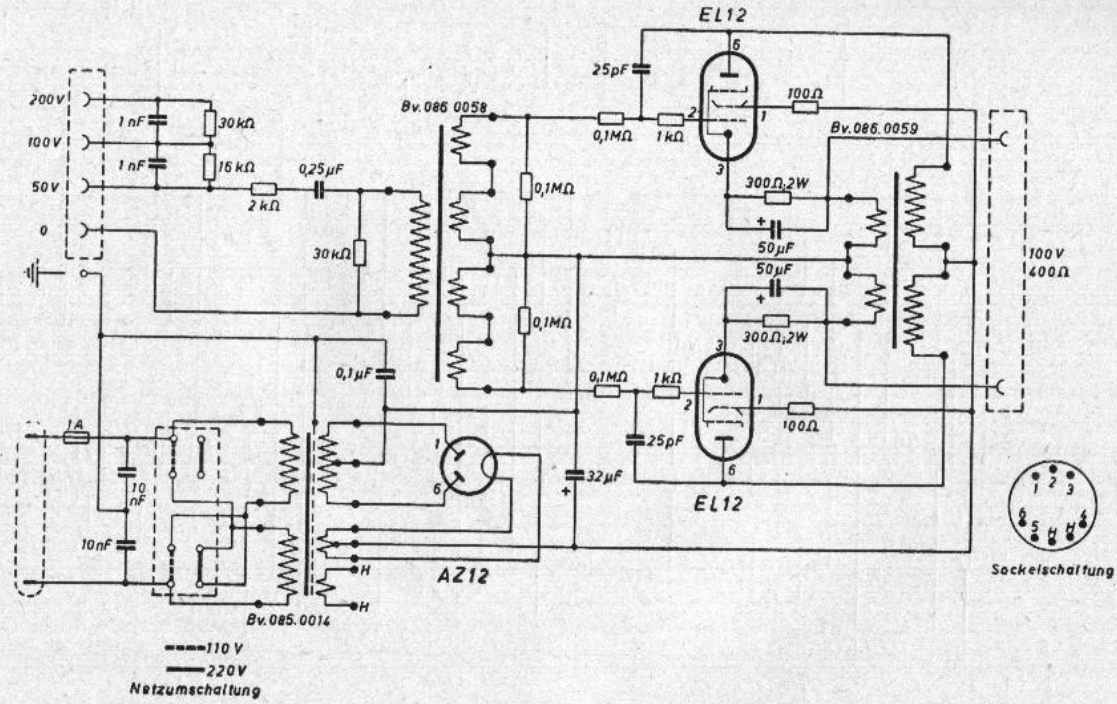 EL12
6
25pF
200V
1nF
30kΩ
100V
1nF
16kΩ
50V
0,25µF
2kΩ
0
30kΩ
Bv.086.0058
0,1MΩ
0,1MΩ
2
1kΩ
1
100Ω
Bv.086.0059
3
300Ω;2W
+
50µF
50µF
+
300Ω;2W
100V
400Ω
3
0,1MΩ
0,1MΩ
1kΩ
2
1
100Ω
25pF
6
EL12
0,1µF
1A
10
nF
10nF
1
6
AZ12
32µF
+
H
H
Bv.085.0014
1
2
3
6
5
H
H
4
Sockelschaltung
110V
220V
Netzumschaltung